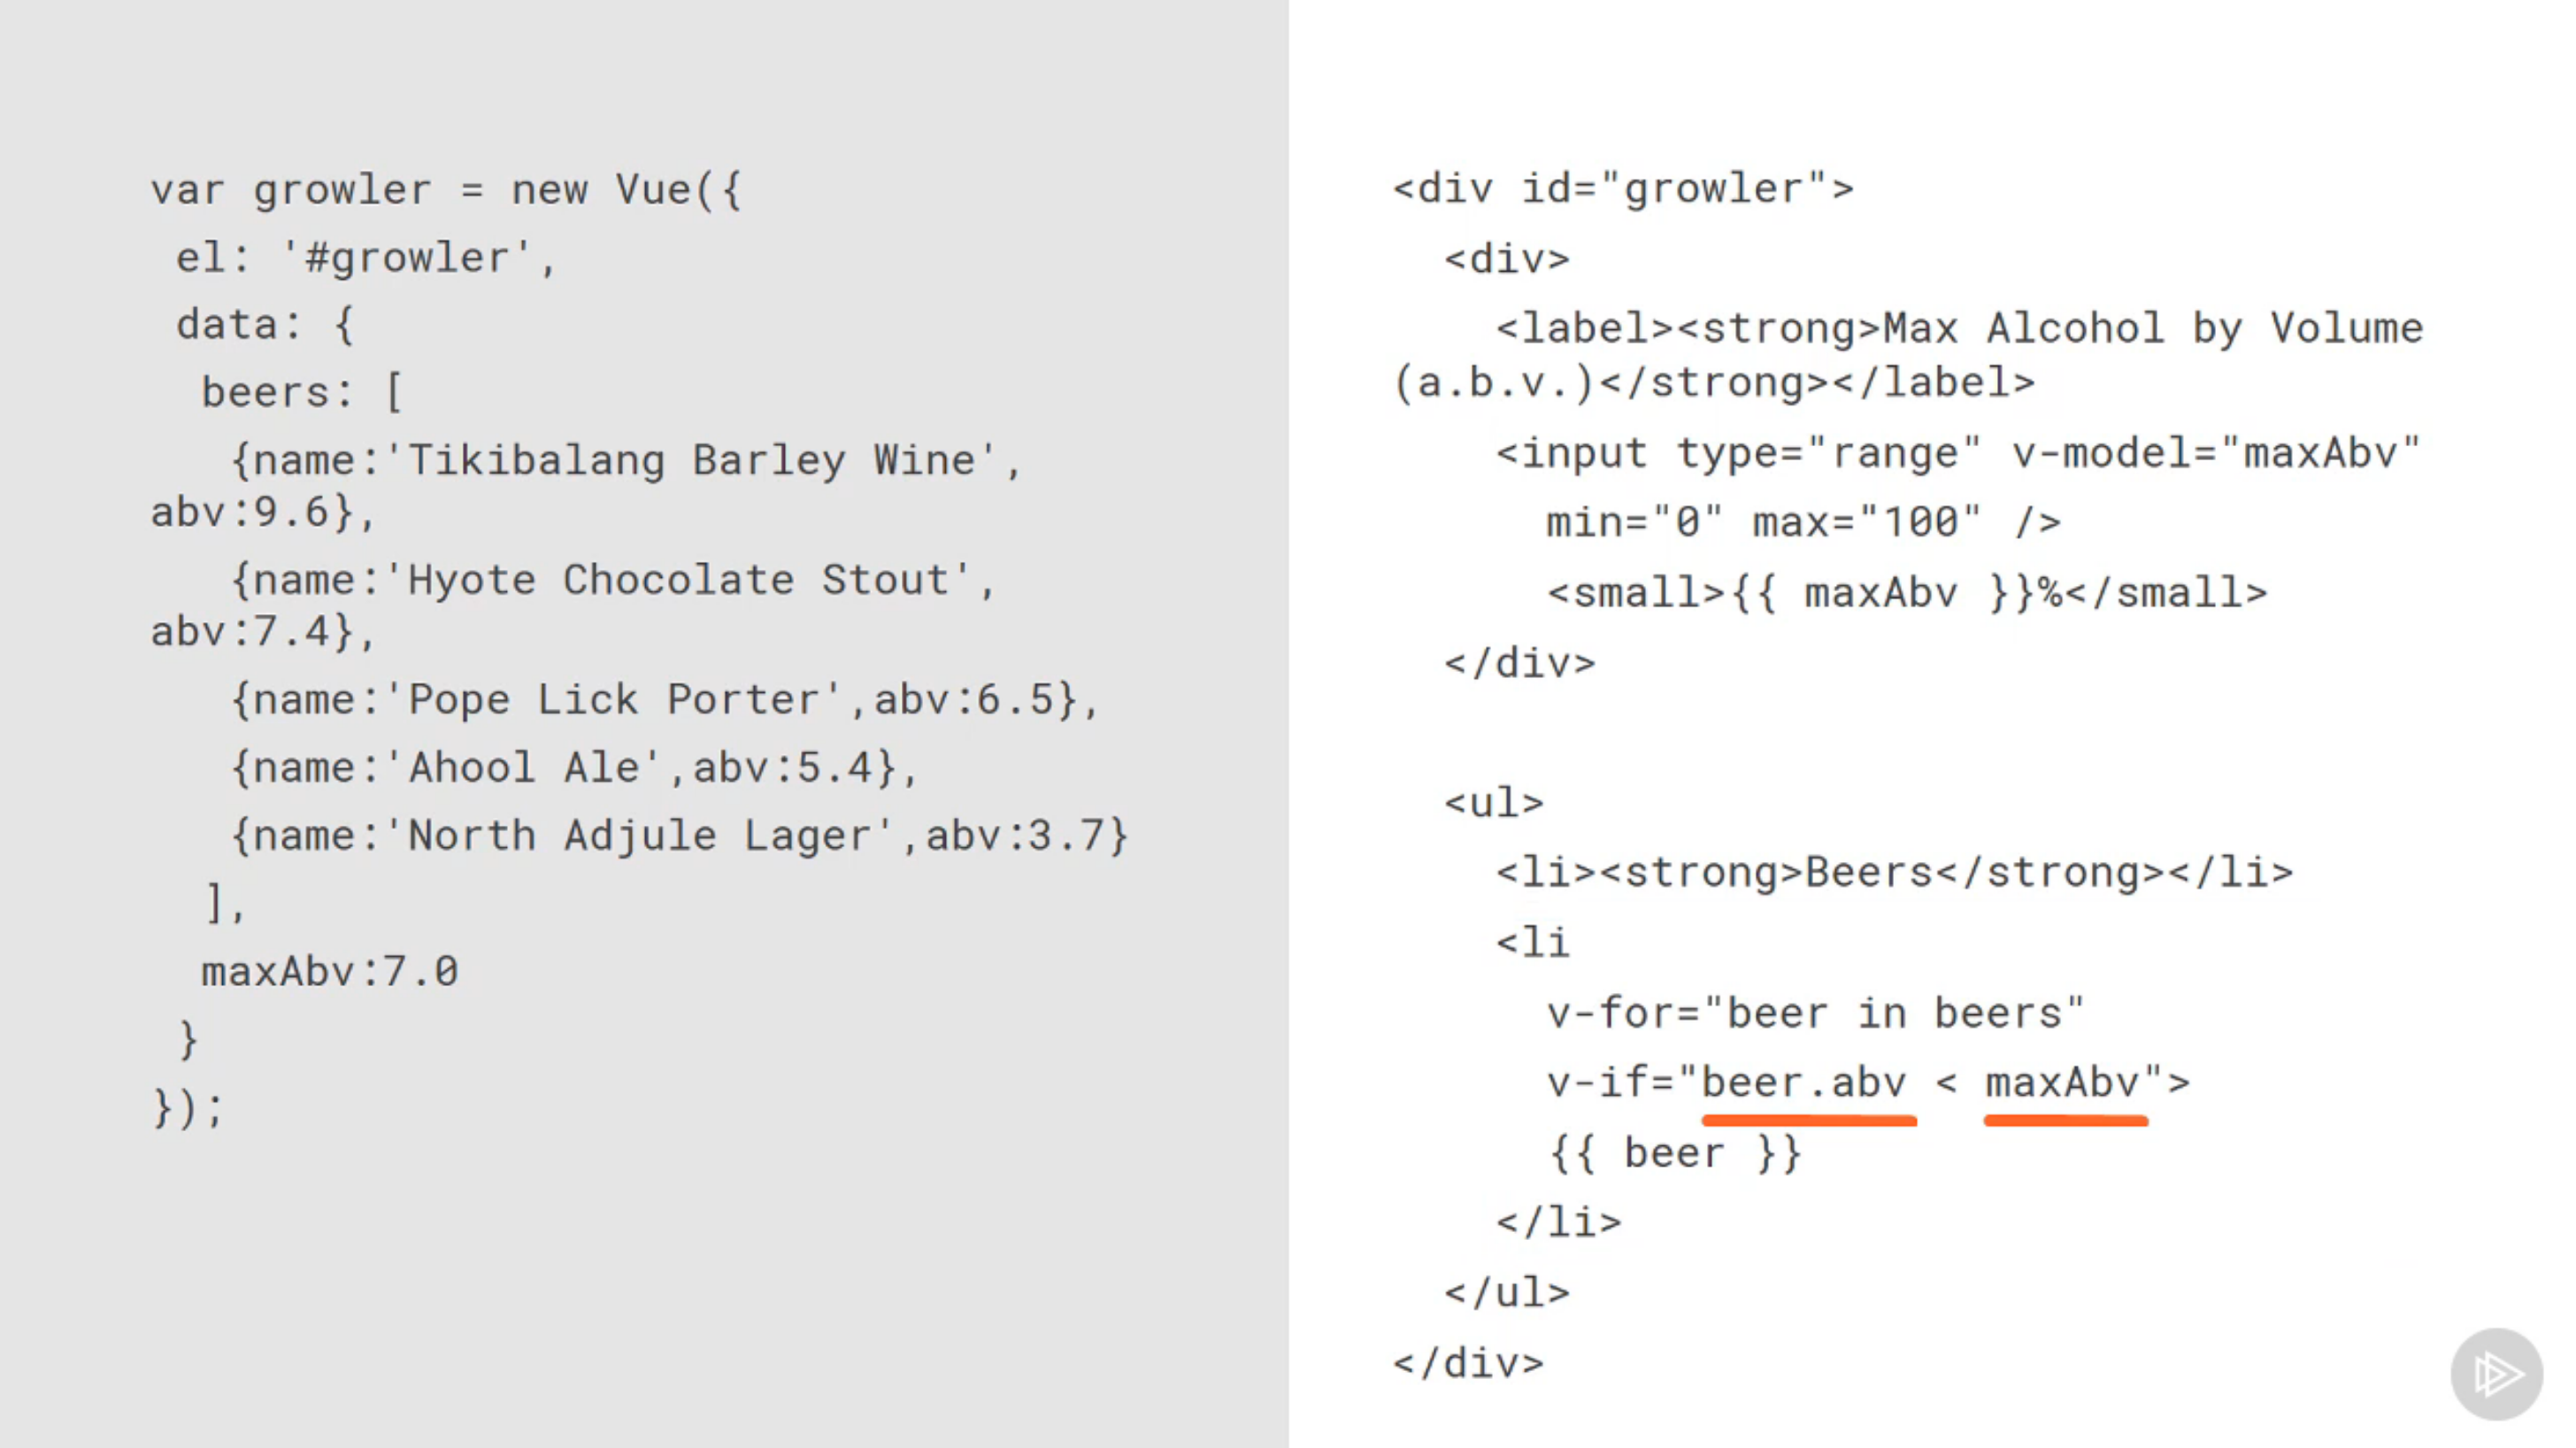 var growler = new Vue({
el: '#growler',
data: {
beers: [
{name:'Tikibalang Barley Wine',
abv:9.6},
{name:'Hyote Chocolate Stout',
abv:7.4},
{name:'Pope Lick Porter',abv:6.5},
{name:'Ahool Ale',abv:5.4},
{name:'North Adjule Lager',abv:3.7}
],
maxAbv:7.0
}
});
<div id="growler">
<div>
<label><strong>Max Alcohol by Volume
(a.b.v.)</strong></label>
<input type="range" v-model="maxAbv"
min="0" max="100" />
<small>{{ maxAbv }}%</small>
</div>
<ul>
<li><strong>Beers</strong></li>
<li
v-for="beer in beers"
v-if="beer.abv < maxAbv">
{{ beer }}
</li>
</ul>
</div>